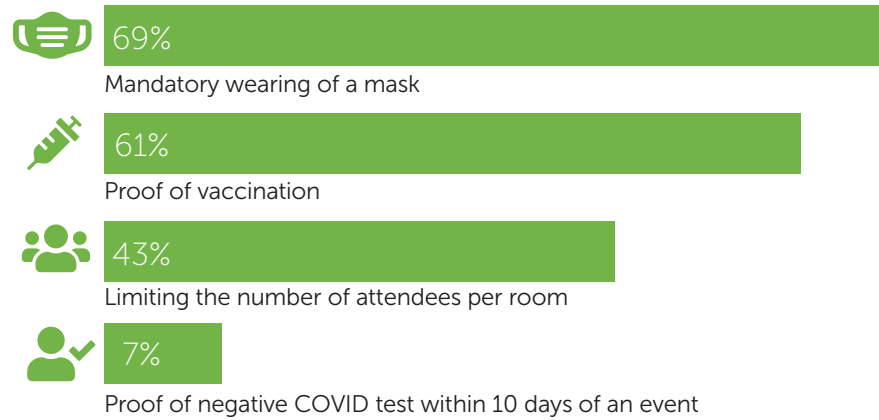 69%
Mandatory wearing of a mask
61%
Proof of vaccination
43%
Limiting the number of attendees per room
7%
Proof of negative COVID test within 10 days of an event